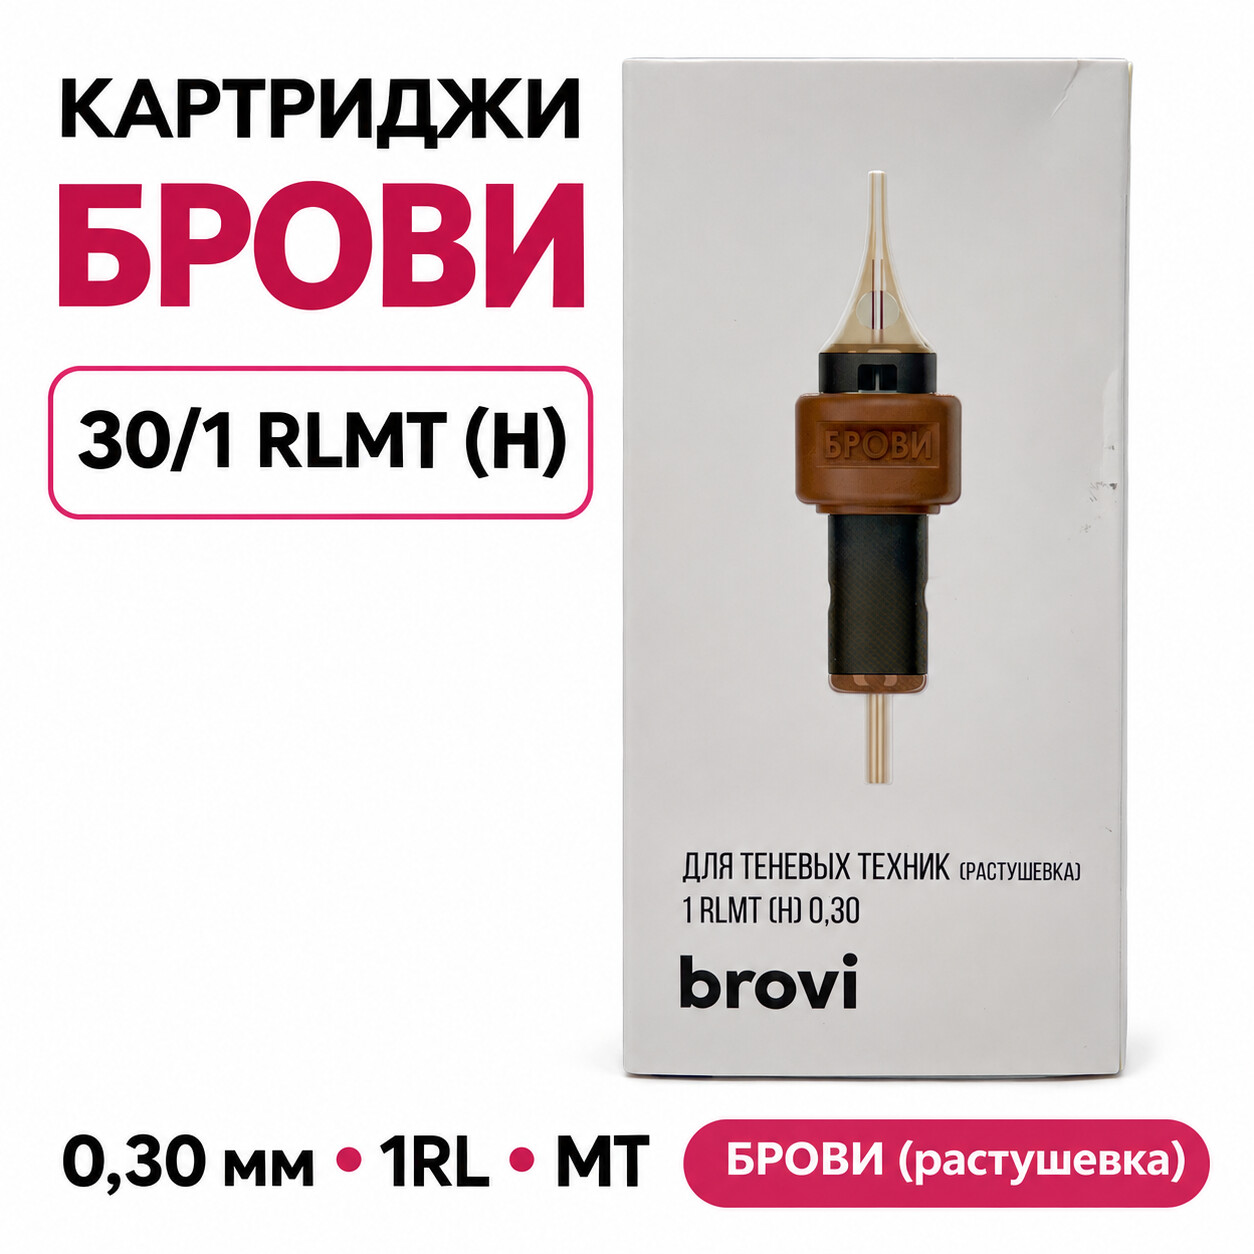 КАРТРИДЖИ
БРОВИ
30/1 RLMT (H)
БРОВИ
ДЛЯ ТЕНЕВЫХ ТЕХНИК (РАСТУШЕВКА)
1 RLMT (H) 0,30
brovi
0,30 мм • 1RL • МТ
БРОВИ (растушевка)